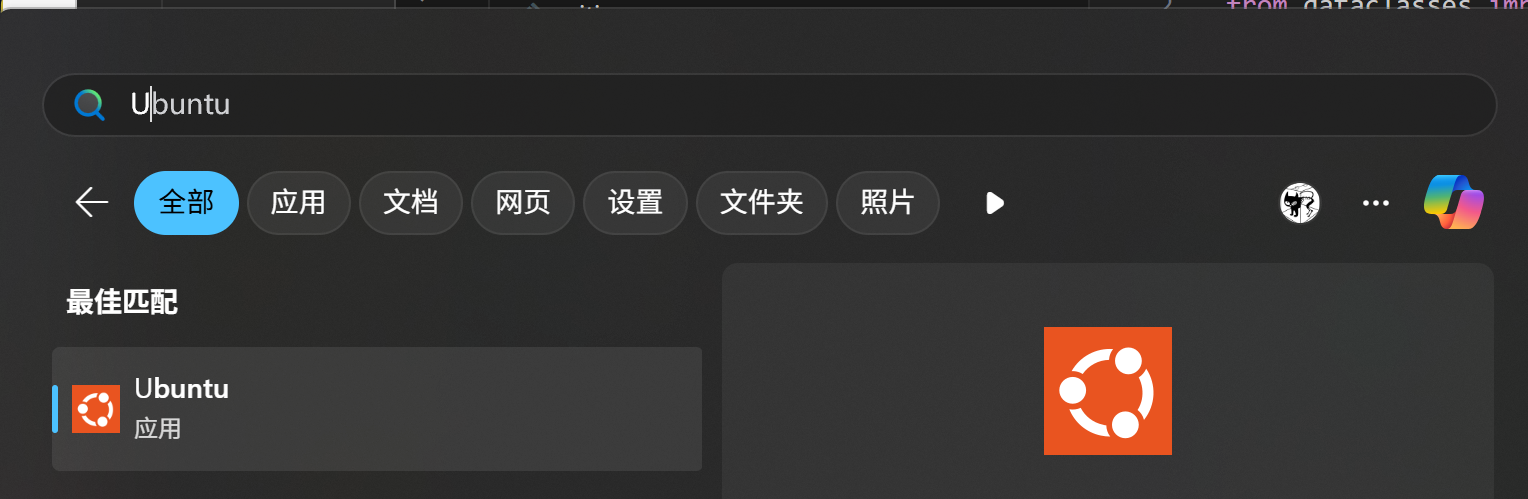 from dataclasses imp
Ubuntu
全部 应用 文档 网页 设置 文件夹 照片
最佳匹配
Ubuntu
应用